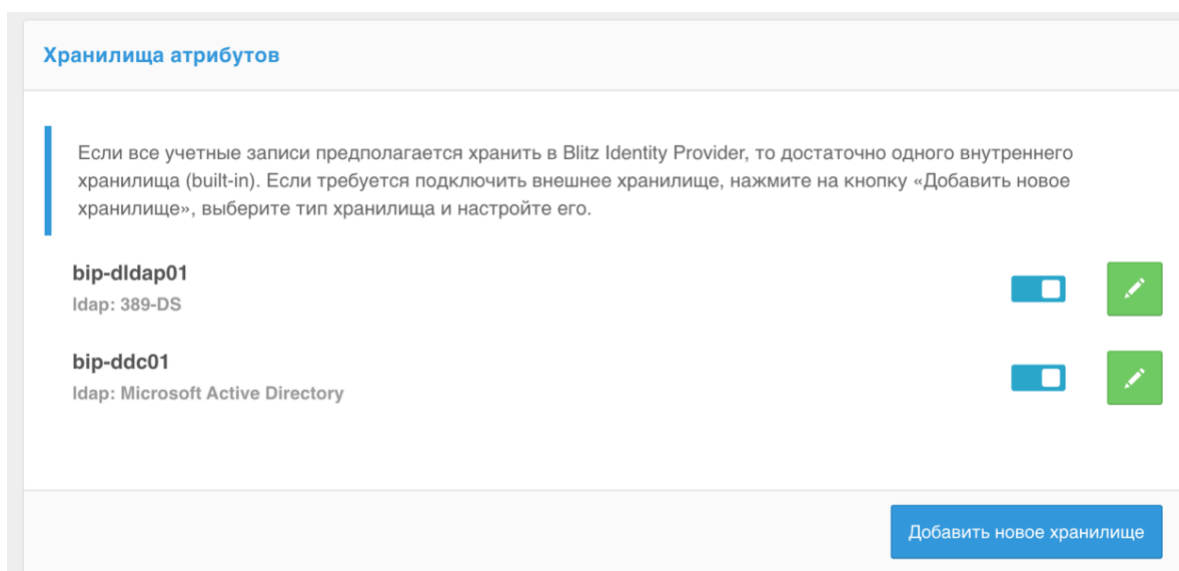 Хранилища атрибутов
Если все учетные записи предполагается хранить в Blitz Identity Provider, то достаточно одного внутреннего
хранилища (built-in). Если требуется подключить внешнее хранилище, нажмите на кнопку «Добавить новое
хранилище», выберите тип хранилища и настройте его.
bip-dldap01
ldap: 389-DS
bip-ddc01
ldap: Microsoft Active Directory
Добавить новое хранилище